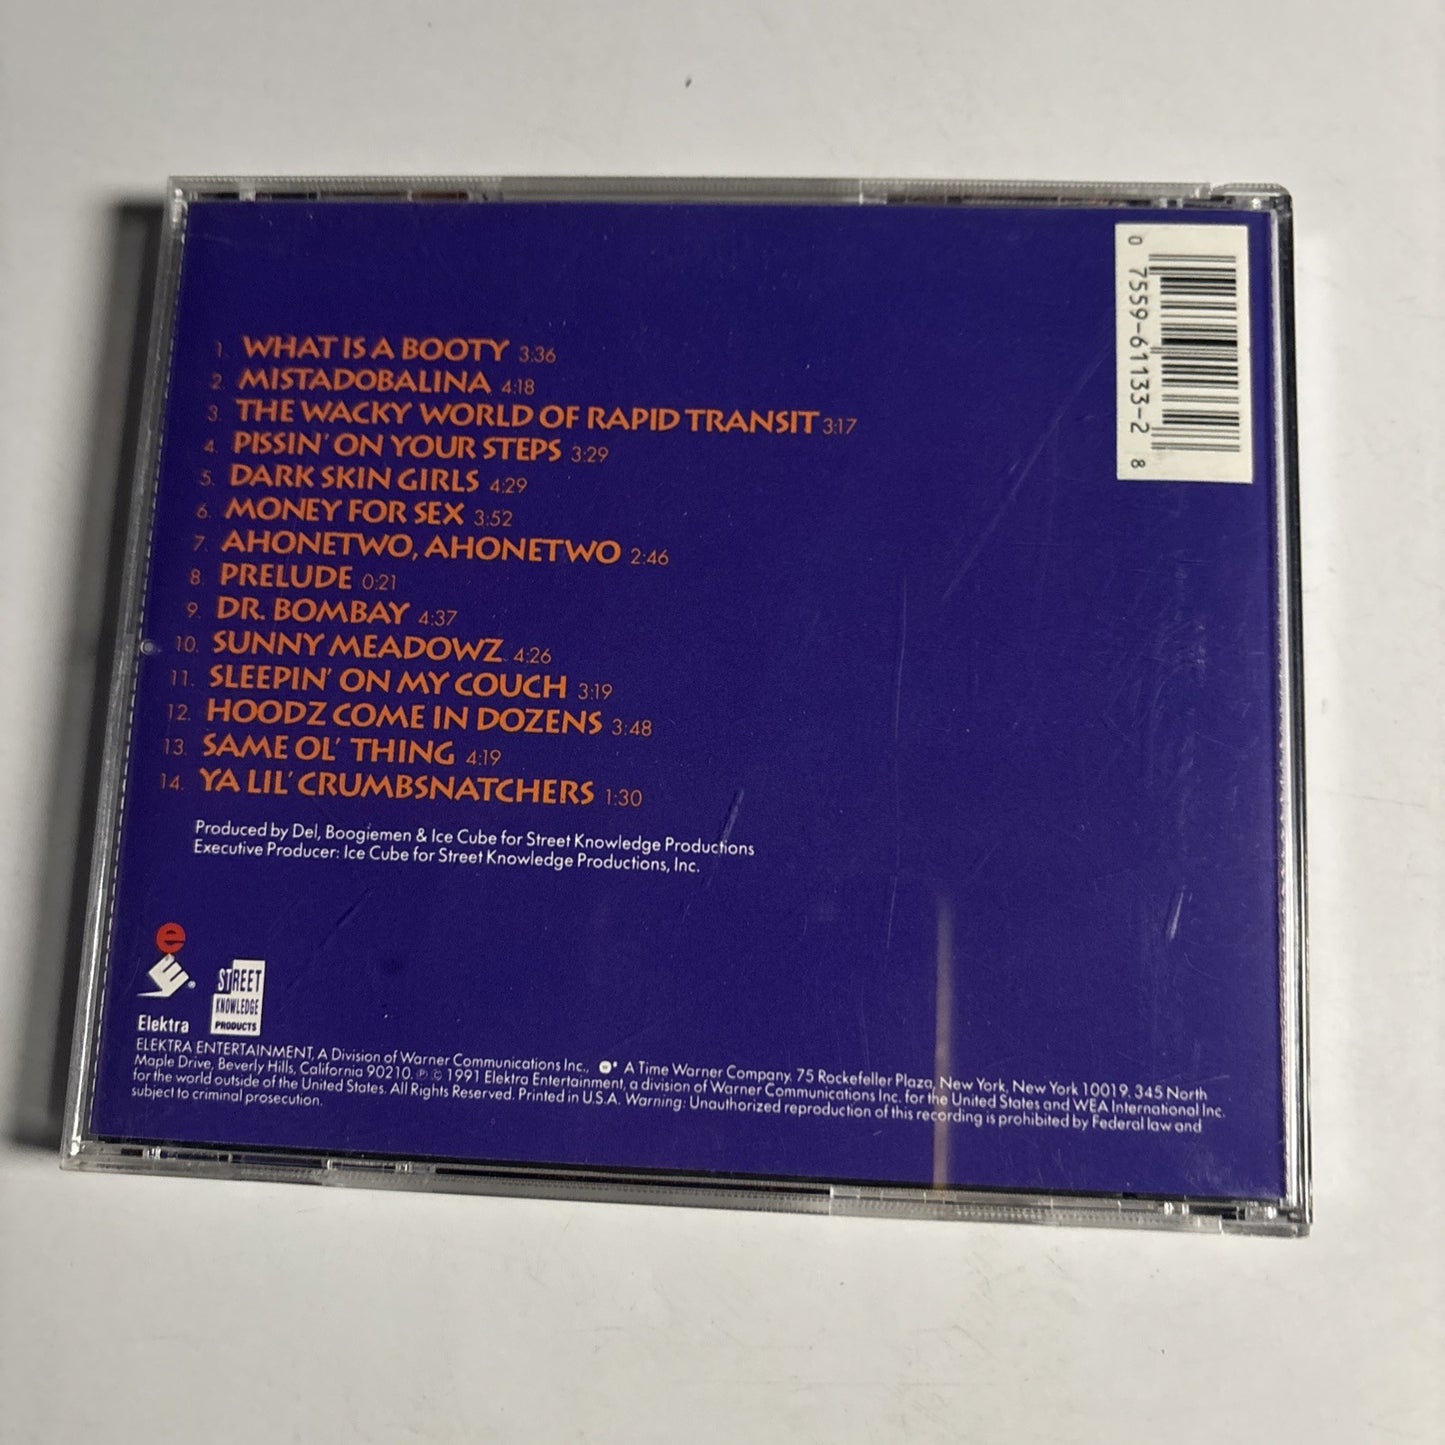 1. WHAT IS A BOOTY 3:36
2. MISTADOBALINA 4:18
3. THE WACKY WORLD OF RAPID TRANSIT 3:17
4. PISSIN' ON YOUR STEPS 3:29
5. DARK SKIN GIRLS 4:29
6. MONEY FOR SEX 3:52
7. AHONETWO, AHONETWO 2:46
8. PRELUDE 0:21
9. DR. BOMBAY 4:37
10. SUNNY MEADOWZ 4:26
11. SLEEPIN' ON MY COUCH 3:19
12. HOODZ COME IN DOZENS 3:48
13. SAME OL' THING 4:19
14. YA LIL' CRUMBSNATCHERS 1:30
Produced by Del, Boogiemen & Ice Cube for Street Knowledge Productions
Executive Producer: Ice Cube for Street Knowledge Productions, Inc.
e
E®
Elektra
STREET
KNOWLEDGE
PRODUCTS
ELEKTRA ENTERTAINMENT, A Division of Warner Communications Inc., A Time Warner Company. 75 Rockefeller Plaza, New York, New York 10019. 345 North
Maple Drive, Beverly Hills, California 90210. ℗ © 1991 Elektra Entertainment, a division of Warner Communications Inc. for the United States and WEA International Inc.
for the world outside of the United States. All Rights Reserved. Printed in U.S.A. Warning: Unauthorized reproduction of this recording is prohibited by Federal law and
subject to criminal prosecution.
0 7559-61133-2 8